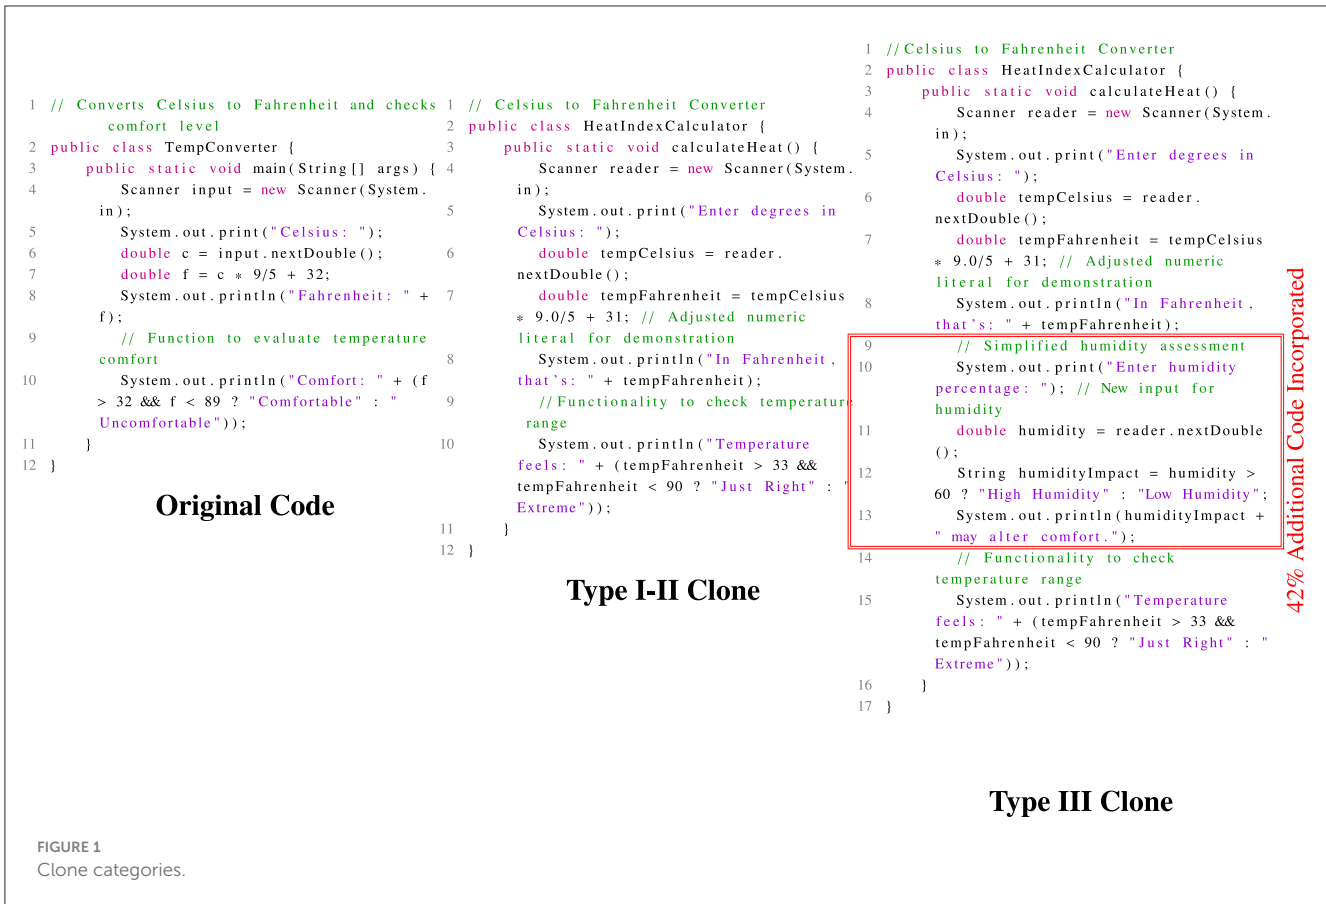 1 // Converts Celsius to Fahrenheit and checks
comfort level
2 public class TempConverter {
3 public static void main(String[] args) {
4 Scanner input = new Scanner(System.
in);
5 System.out.print("Celsius: ");
6 double c = input.nextDouble();
7 double f = c * 9/5 + 32;
8 System.out.println("Fahrenheit: " +
f);
9 // Function to evaluate temperature
comfort
10 System.out.println("Comfort: " + (f
> 32 && f < 89 ? "Comfortable" : "
Uncomfortable"));
11 }
12 }
Original Code
1 // Celsius to Fahrenheit Converter
2 public class HeatIndexCalculator {
3 public static void calculateHeat() {
4 Scanner reader = new Scanner(System.
in);
5 System.out.print("Enter degrees in
Celsius: ");
6 double tempCelsius = reader.
nextDouble();
7 double tempFahrenheit = tempCelsius
* 9.0/5 + 31; // Adjusted numeric
literal for demonstration
8 System.out.println("In Fahrenheit,
that's: " + tempFahrenheit);
9 //Functionality to check temperature
range
10 System.out.println("Temperature
feels: " + (tempFahrenheit > 33 &&
tempFahrenheit < 90 ? "Just Right" : "
Extreme"));
11 }
12 }
Type I-II Clone
1 //Celsius to Fahrenheit Converter
2 public class HeatIndexCalculator {
3 public static void calculateHeat() {
4 Scanner reader = new Scanner(System.
in);
5 System.out.print("Enter degrees in
Celsius: ");
6 double tempCelsius = reader.
nextDouble();
7 double tempFahrenheit = tempCelsius
* 9.0/5 + 31; // Adjusted numeric
literal for demonstration
8 System.out.println("In Fahrenheit,
that's: " + tempFahrenheit);
9 // Simplified humidity assessment
10 System.out.print("Enter humidity
percentage: "); // New input for
humidity
11 double humidity = reader.nextDouble
();
12 String humidityImpact = humidity >
60 ? "High Humidity" : "Low Humidity";
13 System.out.println(humidityImpact +
" may alter comfort.");
14 // Functionality to check
temperature range
15 System.out.println("Temperature
feels: " + (tempFahrenheit > 33 &&
tempFahrenheit < 90 ? "Just Right" : "
Extreme"));
16 }
17 }
42% Additional Code Incorporated
Type III Clone
FIGURE 1
Clone categories.